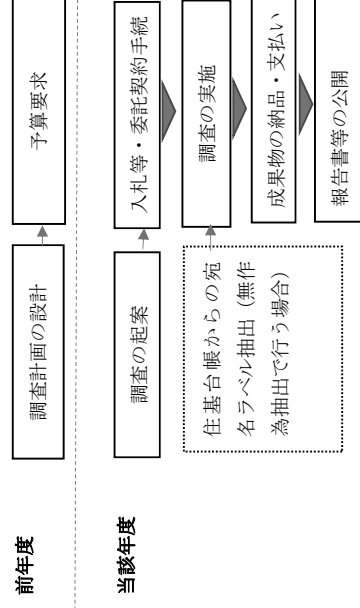 前年度
調査計画の設計
予算要求
当該年度
調査の起案
入札等・委託契約手続
住基台帳からの宛
名ラベル抽出（無作
為抽出で行う場合）
調査の実施
成果物の納品・支払い
報告書等の公開